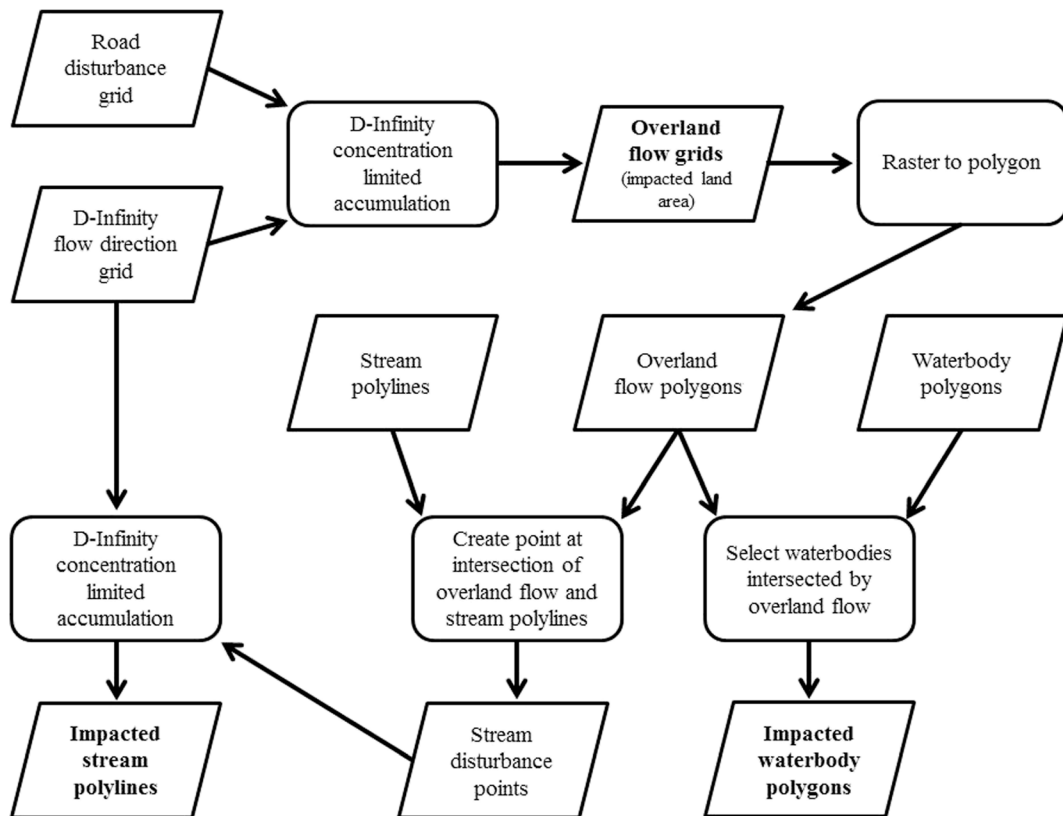 Road
disturbance
grid
D-Infinity
concentration
limited
accumulation
Overland
flow grids
(impacted land
area)
Raster to polygon
D-Infinity
flow direction
grid
Stream
polylines
Overland
flow polygons
Waterbody
polygons
D-Infinity
concentration
limited
accumulation
Create point at
intersection of
overland flow and
stream polylines
Select waterbodies
intersected by
overland flow
Impacted
stream
polylines
Stream
disturbance
points
Impacted
waterbody
polygons